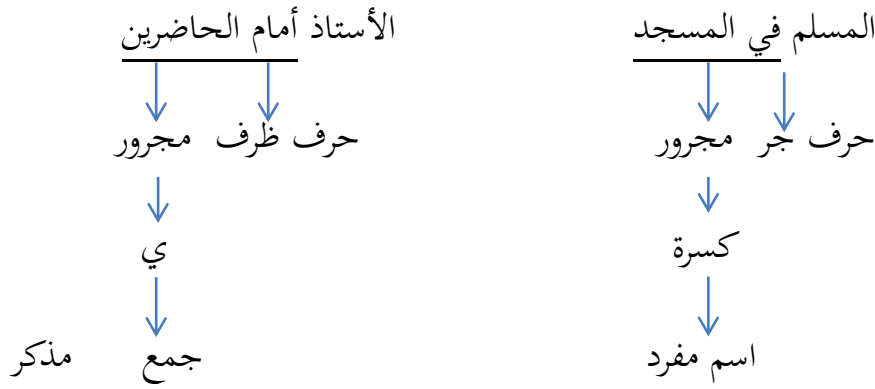 المسلم في المسجد الأستاذ أمام الحاضرين
حرف جر مجرور حرف ظرف مجرور
كسرة ي
اسم مفرد جمع مذكر